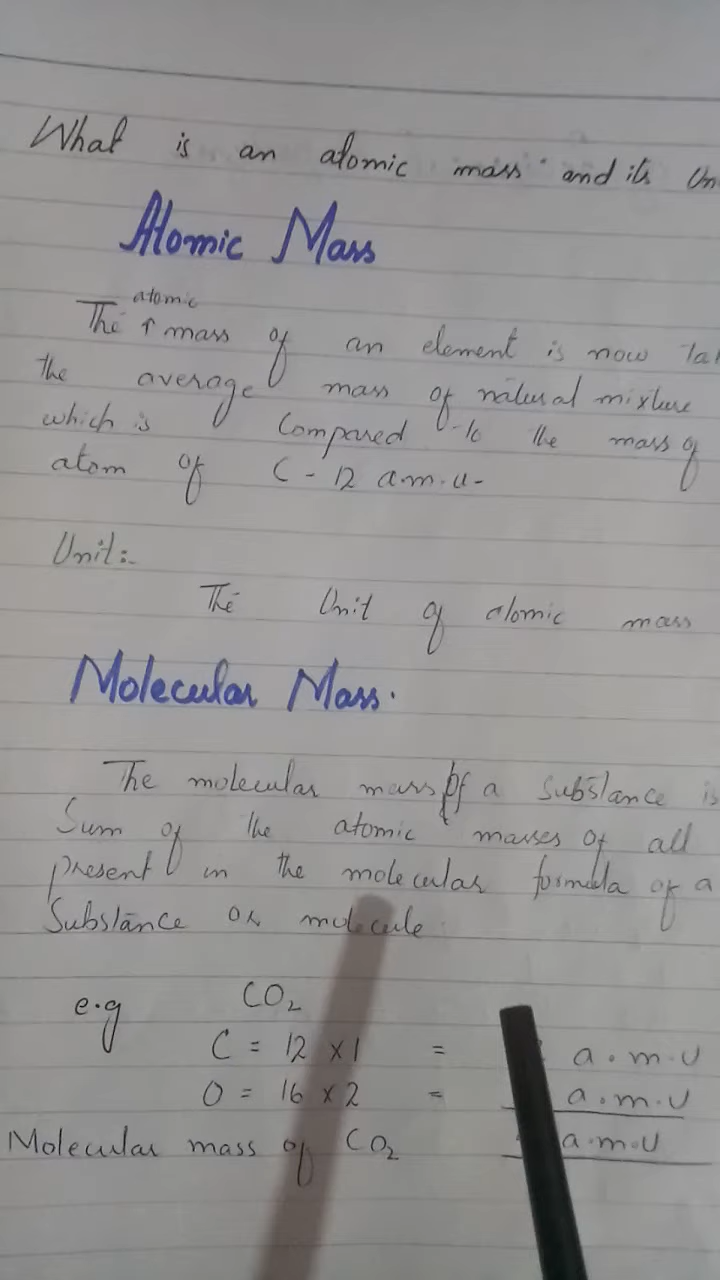 What is an atomic mass and its Un
Atomic Mass
atomic
The ↑ mass of an element is now ta
the average mass of natural mixture
which is compared to the mass of
atom of C-12 a.m.u-
Unit:-
The Unit of atomic mass
Molecular Mass.
The molecular mass of a substance is
Sum of the atomic masses of all
present in the molecular formula of a
Substance or molecule.
e.g CO₂
C = 12 x 1 = a.m.u
O = 16 x 2 = a.m.u
Molecular mass of CO₂ a.m.u